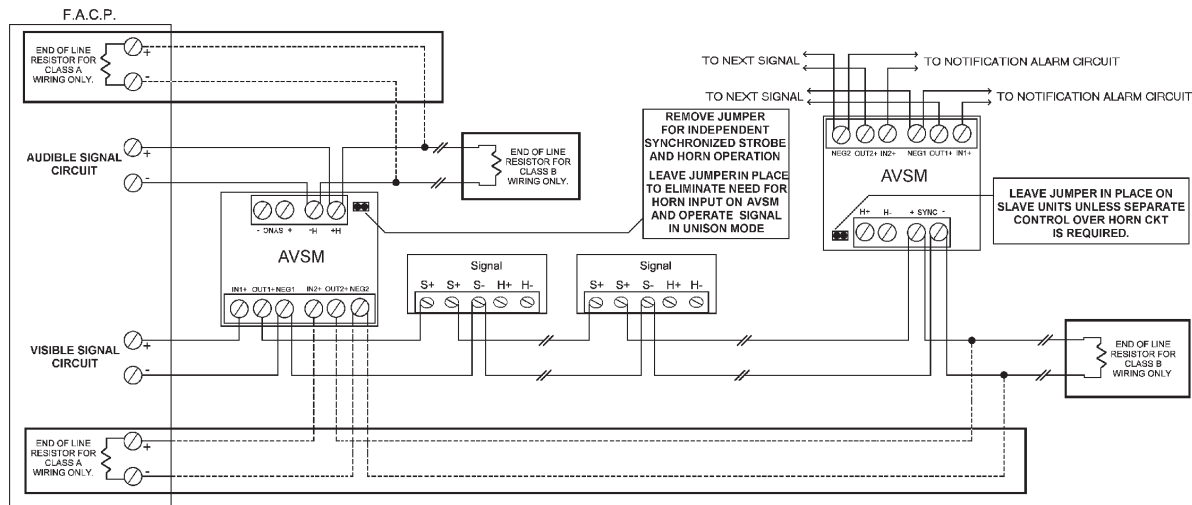 F.A.C.P.
END OF LINE
RESISTOR FOR
CLASS A
WIRING ONLY.
+
-
AUDIBLE SIGNAL
CIRCUIT
+
-
END OF LINE
RESISTOR FOR
CLASS B
WIRING ONLY.
REMOVE JUMPER
FOR INDEPENDENT
SYNCHRONIZED STROBE
AND HORN OPERATION
LEAVE JUMPER IN PLACE
TO ELIMINATE NEED FOR
HORN INPUT ON AVSM
AND OPERATE SIGNAL
IN UNISON MODE
TO NEXT SIGNAL
TO NOTIFICATION ALARM CIRCUIT
TO NEXT SIGNAL
TO NOTIFICATION ALARM CIRCUIT
NEG2 OUT2+ IN2+ NEG1 OUT1+ IN1+
AVSM
H+ H- + SYNC -
LEAVE JUMPER IN PLACE ON
SLAVE UNITS UNLESS SEPARATE
CONTROL OVER HORN CKT
IS REQUIRED.
- SYNC + H- H+
AVSM
IN1+ OUT1+ NEG1 IN2+ OUT2+ NEG2
Signal
S+ S+ S- H+ H-
Signal
S+ S+ S- H+ H-
VISIBLE SIGNAL
CIRCUIT
+
-
END OF LINE
RESISTOR FOR
CLASS B
WIRING ONLY
END OF LINE
RESISTOR FOR
CLASS A
WIRING ONLY.
+
-